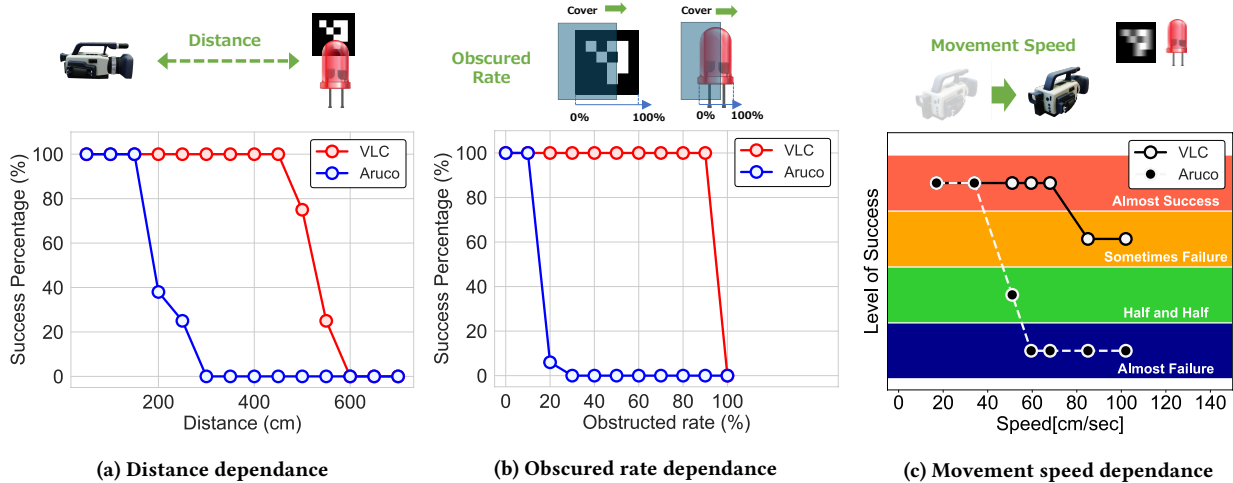 Distance
Cover
Cover
Obscured
Rate
0%
100%
0%
100%
Movement Speed
Success Percentage (%)
100
80
60
40
20
0
VLC
Aruco
200
400
600
Distance (cm)
(a) Distance dependance
Success Percentage (%)
100
80
60
40
20
0
VLC
Aruco
0
20
40
60
80
100
Obstructed rate (%)
(b) Obscured rate dependance
Level of Success
VLC
Aruco
Almost Success
Sometimes Failure
Half and Half
Almost Failure
0
20
40
60
80
100
120
140
Speed[cm/sec]
(c) Movement speed dependance